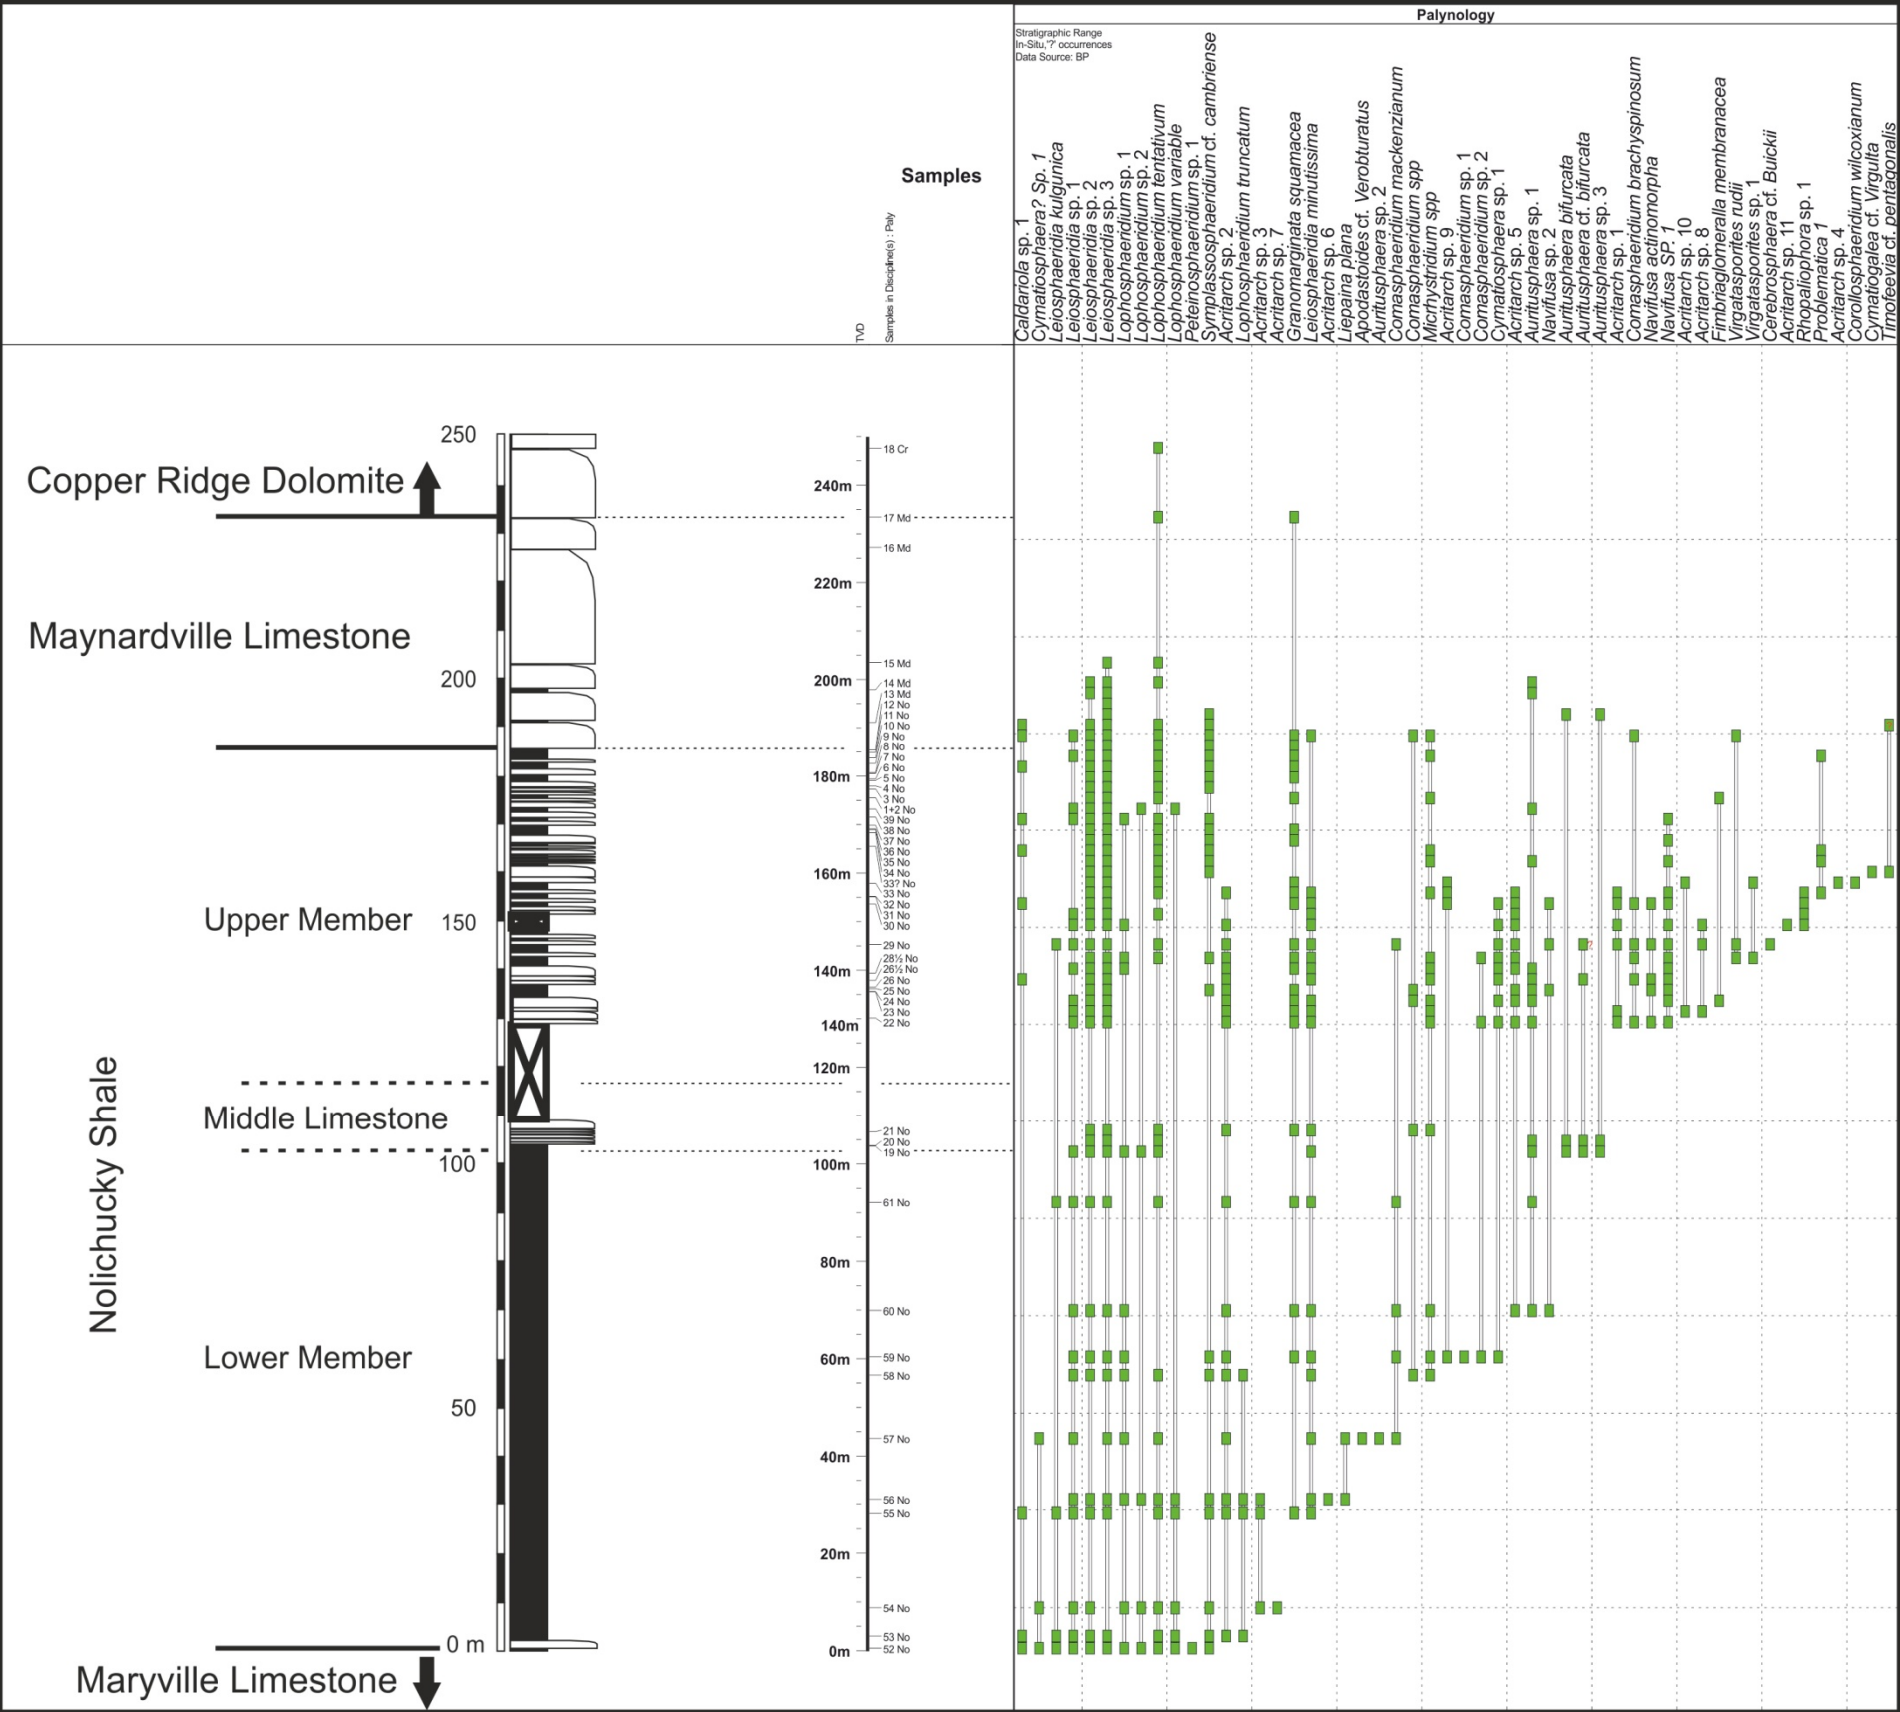 Palynology
Stratigraphic Range
In-Situ,'?' occurrences
Data Source: BP
Samples
TVD
Samples in Discipline(s) : Paly
Caldariola sp. 1
Cymatiosphaera? Sp. 1
Leiosphaeridia kulgunica
Leiosphaeridia sp. 1
Leiosphaeridia sp. 2
Leiosphaeridia sp. 3
Lophosphaeridium sp. 1
Lophosphaeridium sp. 2
Lophosphaeridium tentativum
Lophosphaeridium variable
Peteinosphaeridium sp. 1
Symplassosphaeridium cf. cambriense
Acritarch sp. 2
Lophosphaeridium truncatum
Acritarch sp. 3
Acritarch sp. 7
Granomarginata squamacea
Leiosphaeridia minutissima
Acritarch sp. 6
Liepaina plana
Apodastoides cf. Verobturatus
Auritusphaera sp. 2
Comasphaeridium mackenzianum
Comasphaeridium spp
Micrhystridium spp
Acritarch sp. 9
Comasphaeridium sp. 1
Comasphaeridium sp. 2
Cymatiosphaera sp. 1
Acritarch sp. 5
Auritusphaera sp. 1
Navifusa sp. 2
Auritusphaera bifurcata
Auritusphaera cf. bifurcata
Auritusphaera sp. 3
Acritarch sp. 1
Comasphaeridium brachyspinosum
Navifusa actinomorpha
Navifusa SP. 1
Acritarch sp. 10
Acritarch sp. 8
Fimbriaglomeralla membranacea
Virgatasporites rudii
Virgatasporites sp. 1
Cerebrosphaera cf. Buickii
Acritarch sp. 11
Rhopaliophora sp. 1
Problematica 1
Acritarch sp. 4
Corollosphaeridium wilcoxianum
Cymatiogalea cf. Virgulta
Timofeevia cf. pentagonalis
Copper Ridge Dolomite
Maynardville Limestone
Upper Member
Middle Limestone
Lower Member
Nolichucky Shale
Maryville Limestone
250
200
150
100
50
0 m
240m
220m
200m
180m
160m
140m
140m
120m
100m
80m
60m
40m
20m
0m
18 Cr
17 Md
16 Md
15 Md
14 Md
13 Md
12 No
11 No
10 No
9 No
8 No
7 No
6 No
5 No
4 No
3 No
1+2 No
39 No
38 No
37 No
36 No
35 No
34 No
33? No
33 No
32 No
31 No
30 No
29 No
28½ No
26½ No
26 No
25 No
24 No
23 No
22 No
21 No
20 No
19 No
61 No
60 No
59 No
58 No
57 No
56 No
55 No
54 No
53 No
52 No
?